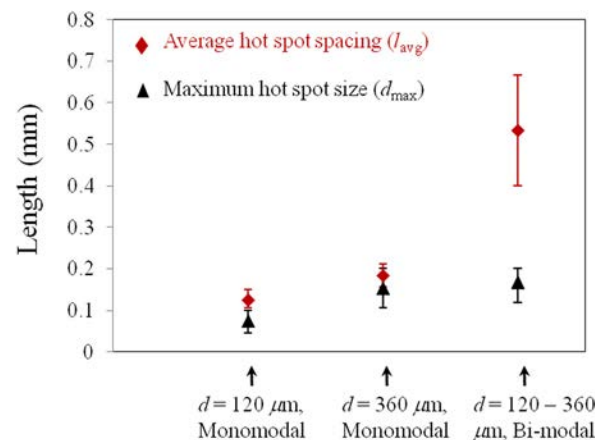 0.8
0.7
0.6
0.5
0.4
0.3
0.2
0.1
0
Length (mm)
Average hot spot spacing (lavg)
Maximum hot spot size (dmax)
d = 120 μm,
Monomodal
d = 360 μm,
Monomodal
d = 120 – 360
μm, Bi-modal